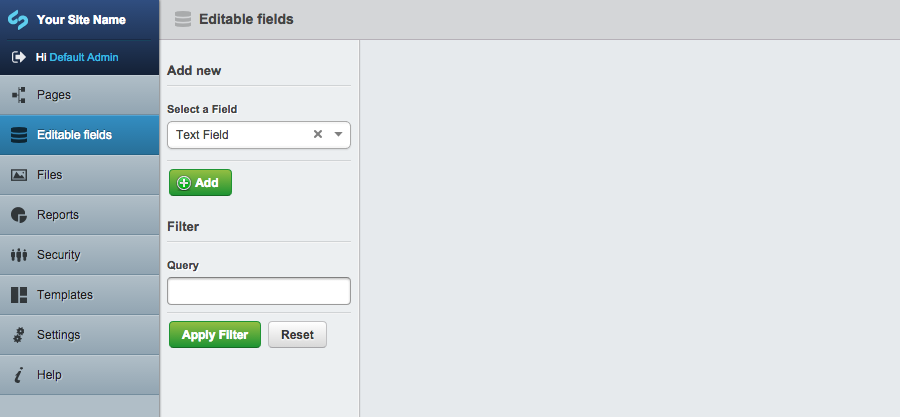 Your Site Name
Hi Default Admin
Pages
Editable fields
Files
Reports
Security
Templates
Settings
Help
Editable fields
Add new
Select a Field
Text Field
Add
Filter
Query
Apply Filter
Reset